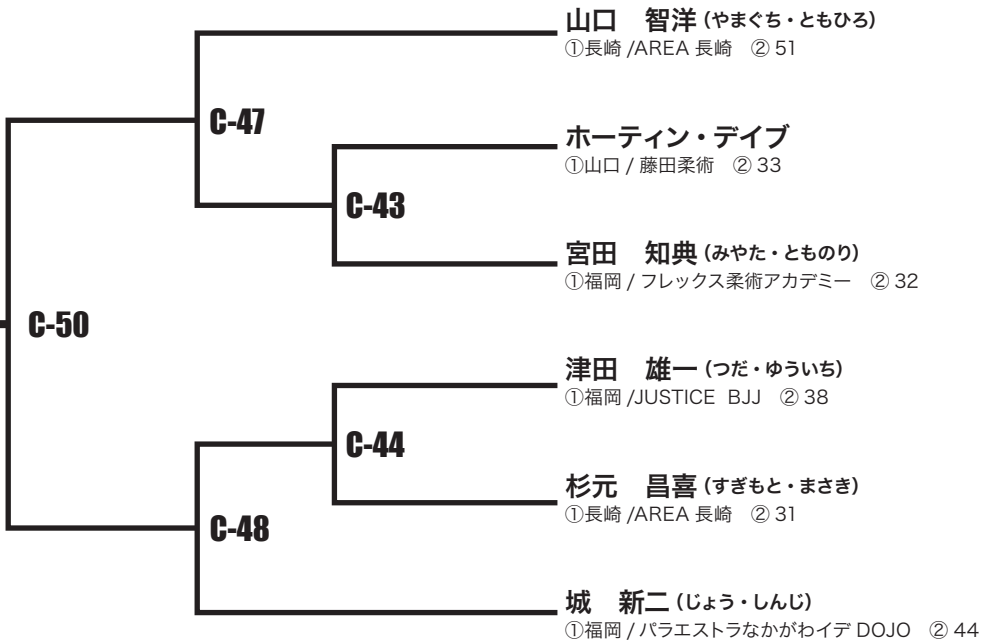 山口　智洋（やまぐち・ともひろ）
①長崎 /AREA 長崎　② 51
C-47
ホーティン・デイブ
①山口 / 藤田柔術　② 33
C-43
宮田　知典（みやた・とものり）
①福岡 / フレックス柔術アカデミー　② 32
C-50
津田　雄一（つだ・ゆういち）
①福岡 /JUSTICE BJJ　② 38
C-44
杉元　昌喜（すぎもと・まさき）
①長崎 /AREA 長崎　② 31
C-48
城　新二（じょう・しんじ）
①福岡 / パラエストラなかがわイデ DOJO　② 44